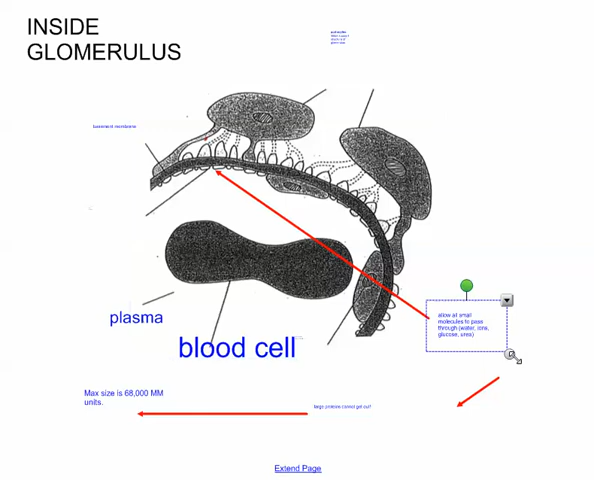 INSIDE
GLOMERULUS
basement membrane
plasma
blood cell
allow all small
molecules to pass
through (water, ions,
glucose, urea)
Max size is 68,000 MM
units.
large proteins cannot get out!
Extend Page